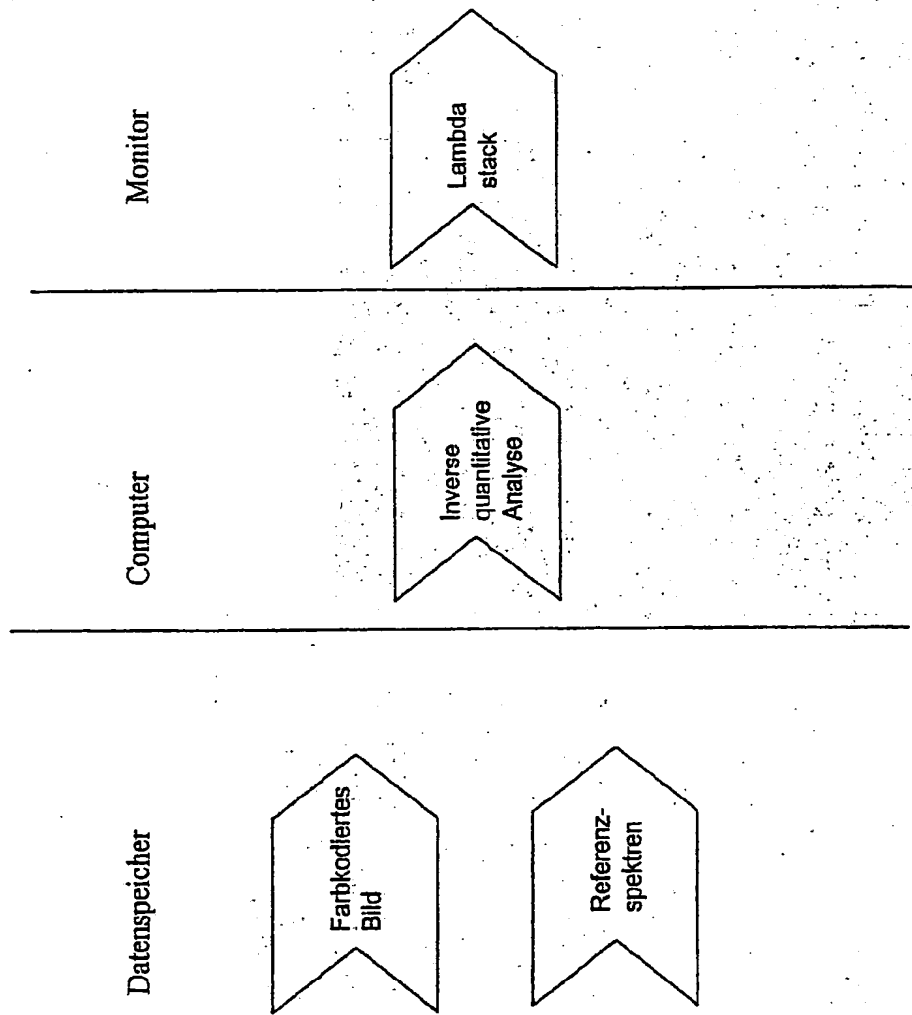 Datenspeicher
Farbkodiertes
Bild
Referenz-
spektren
Computer
Inverse
quantitative
Analyse
Monitor
Lambda
stack